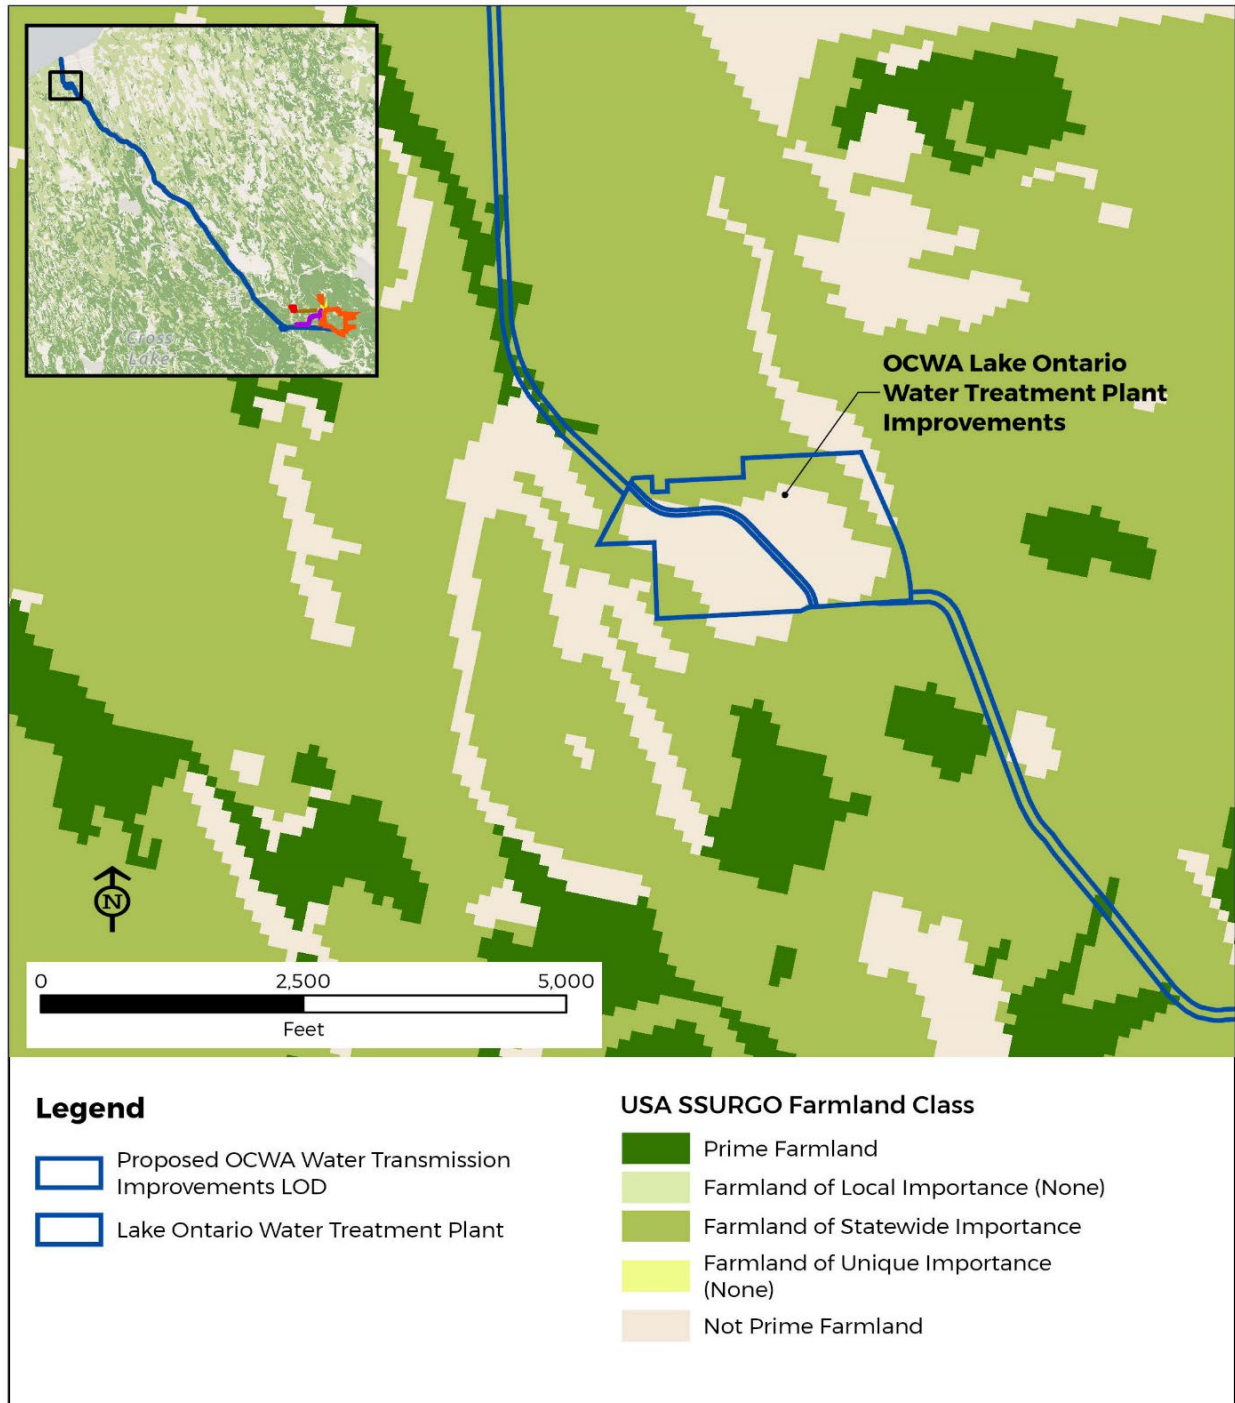 Cross
Lake
OCWA Lake Ontario
Water Treatment Plant
Improvements
N
0 2,500 5,000
Feet
Legend
Proposed OCWA Water Transmission
Improvements LOD
Lake Ontario Water Treatment Plant
USA SSURGO Farmland Class
Prime Farmland
Farmland of Local Importance (None)
Farmland of Statewide Importance
Farmland of Unique Importance
(None)
Not Prime Farmland